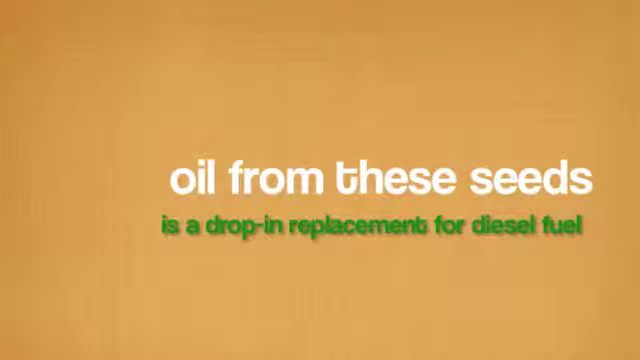 oil from these seeds
is a drop-in replacement for diesel fuel